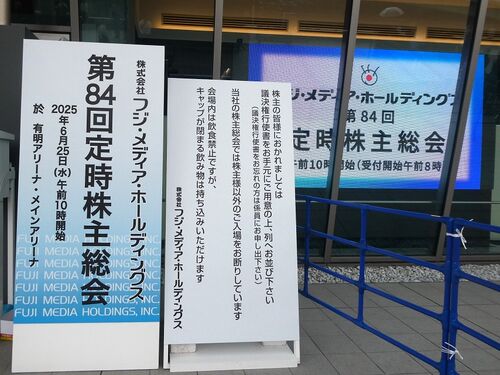 株式会社 フジ・メディア・ホールディングス
第84回定時株主総会
2025年6月25日(水)午前10時開始
於 有明アリーナ・メインアリーナ
FUJI MEDIA HOLDINGS, INC.
FUJI MEDIA HOLDINGS, INC.
FUJI MEDIA HOLDINGS, INC.
FUJI MEDIA HOLDINGS, INC.
FUJI MEDIA HOLDINGS, INC.
株主の皆様におかれましては
議決権行使書をお手元にご用意の上、列へお並び下さい
(議決権行使書をお忘れの方は係員にお申し出下さい)
当社の株主総会では株主様以外のご入場をお断りしています
会場内は飲食禁止ですが、
キャップが閉まる飲み物は持ち込みいただけます
株式会社 フジ・メディア・ホールディングス
フジ・メディア・ホールディングス
第84回
定時株主総会
午前10時開始(受付開始午前8時